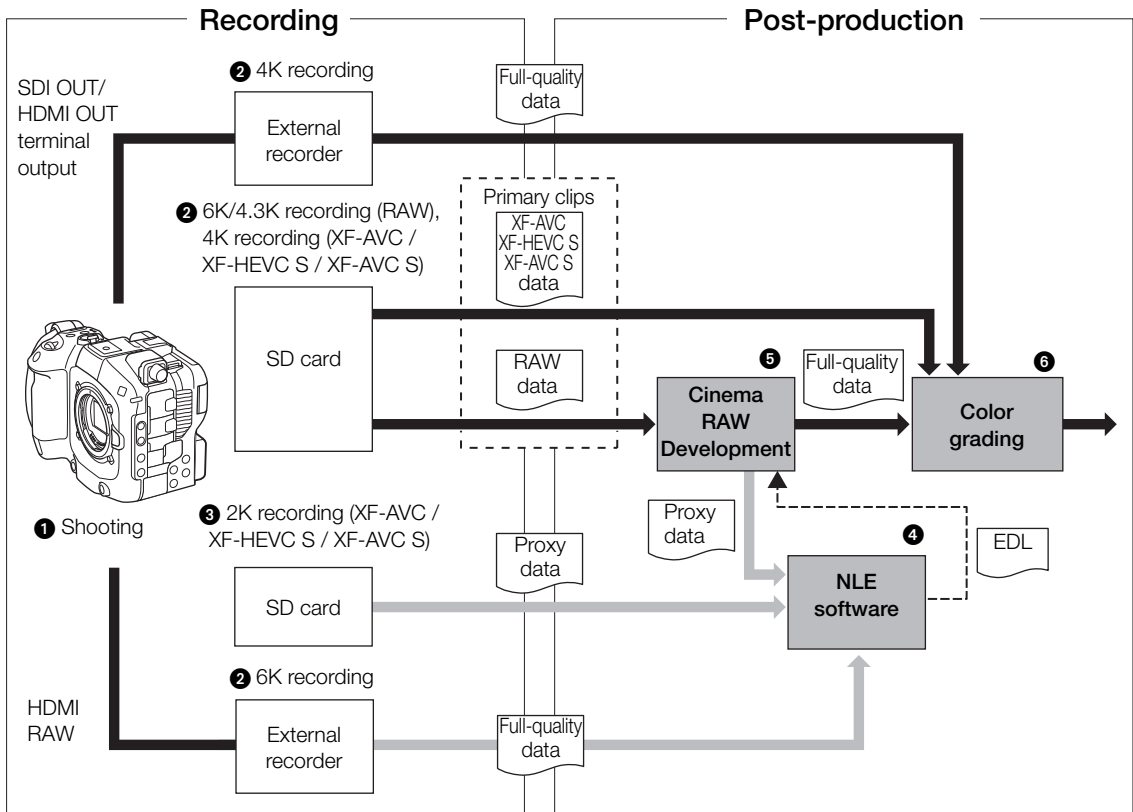 Recording
Post-production
SDI OUT/
HDMI OUT
terminal
output
❷ 4K recording
External
recorder
Full-quality
data
❷ 6K/4.3K recording (RAW),
4K recording (XF-AVC /
XF-HEVC S / XF-AVC S)
Primary clips
XF-AVC
XF-HEVC S
XF-AVC S
data
SD card
RAW
data
❺
Cinema
RAW
Development
Full-quality
data
❻
Color
grading
❶ Shooting
❸ 2K recording (XF-AVC /
XF-HEVC S / XF-AVC S)
SD card
Proxy
data
Proxy
data
❹
NLE
software
EDL
HDMI
RAW
❷ 6K recording
External
recorder
Full-quality
data